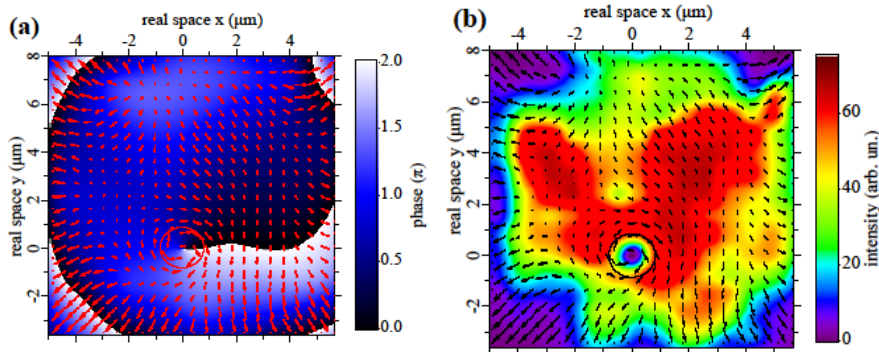 real space x (μm)
(a)
-4 -2 0 2 4
8
6
4
2
0
-2
real space y (μm)
2.0
1.5
1.0
0.5
0.0
phase (π)
real space x (μm)
(b)
-4 -2 0 2 4
8
6
4
2
0
-2
real space y (μm)
60
40
20
0
intensity (arb. un.)